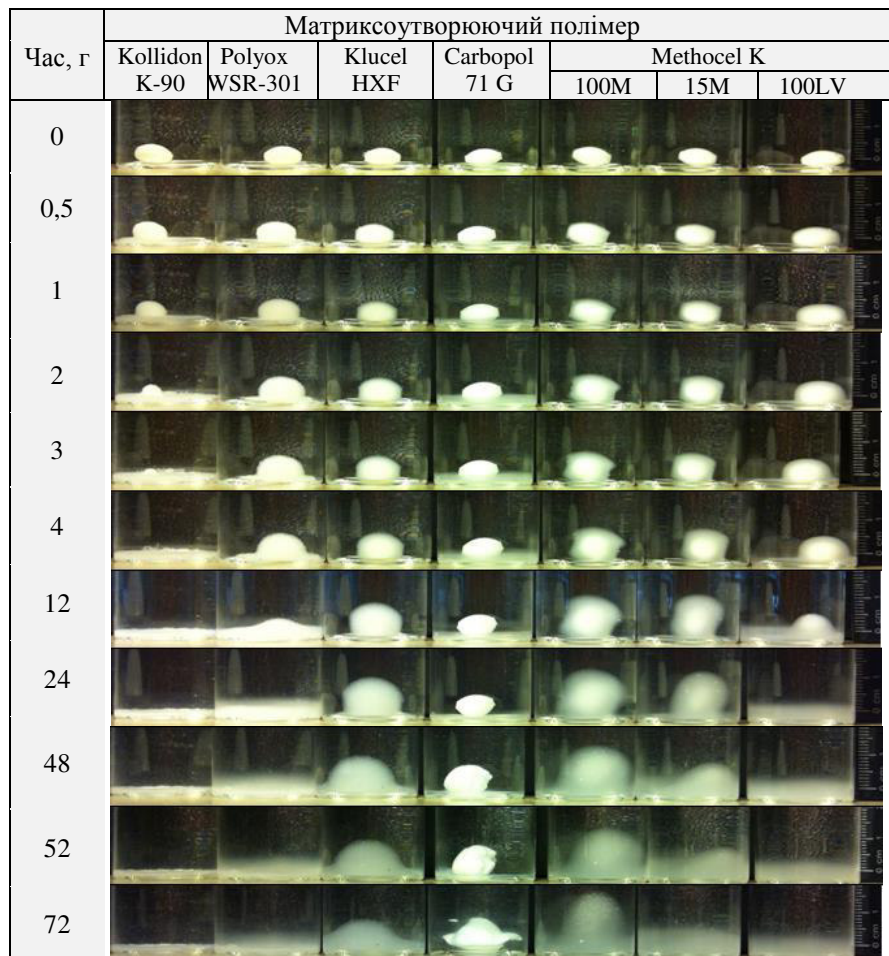 Матриксоутворюючий полімер
Час, г
Kollidon K-90
Polyox WSR-301
Klucel HXF
Carbopol 71 G
Methocel K
100M
15M
100LV
0
0,5
1
2
3
4
12
24
48
52
72